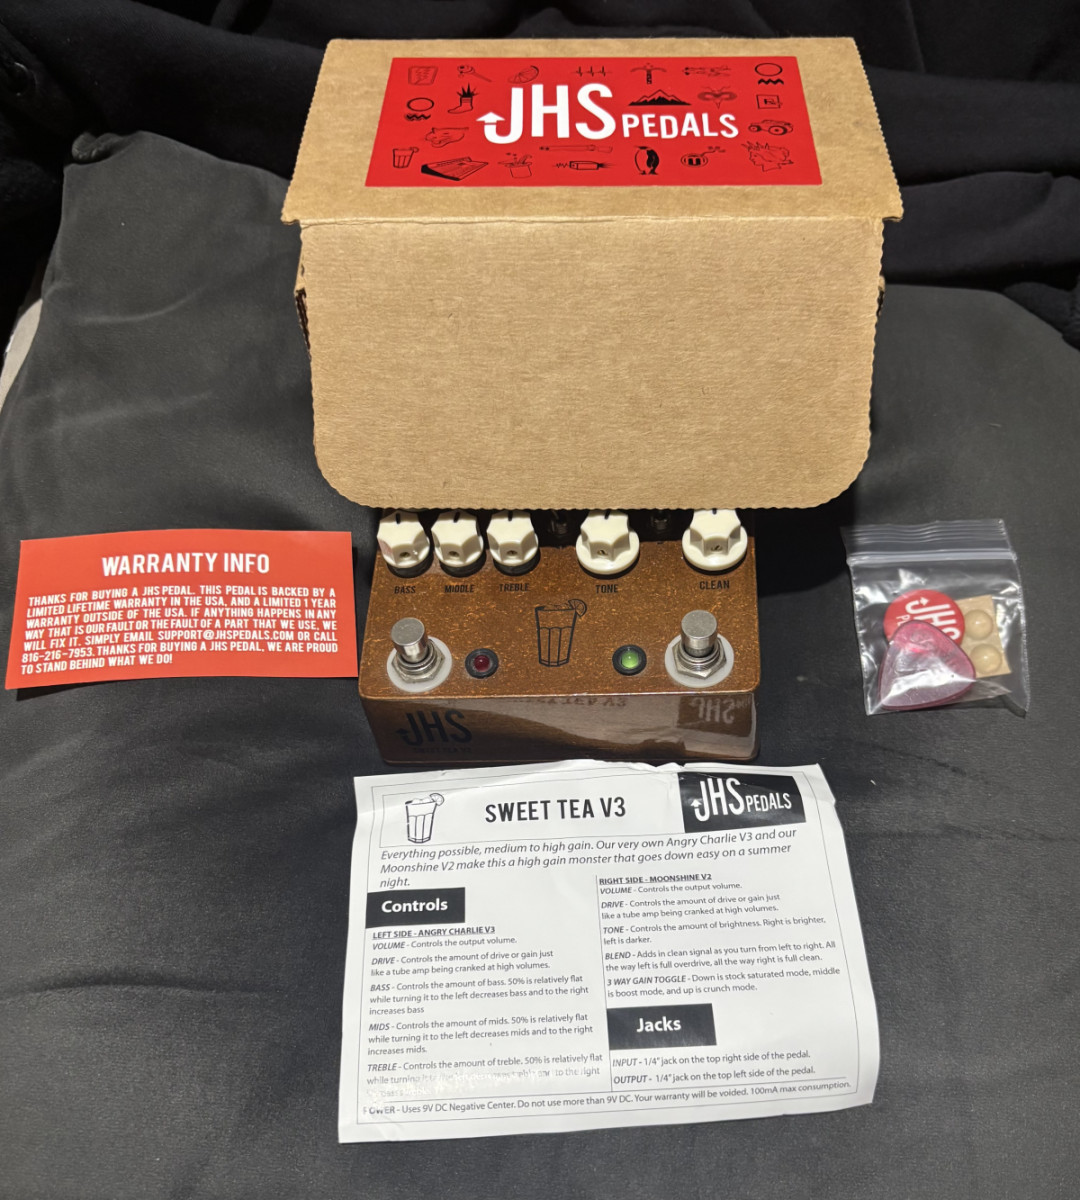 JHS PEDALS
WARRANTY INFO
THANKS FOR BUYING A JHS PEDAL. THIS PEDAL IS BACKED BY A
LIMITED LIFETIME WARRANTY IN THE USA, AND A LIMITED 1 YEAR
WARRANTY OUTSIDE OF THE USA. IF ANYTHING HAPPENS IN ANY
WAY THAT IS OUR FAULT OR THE FAULT OF A PART THAT WE USE, WE
WILL FIX IT. SIMPLY EMAIL SUPPORT@JHSPEDALS.COM OR CALL
816-216-7953. THANKS FOR BUYING A JHS PEDAL, WE ARE PROUD
TO STAND BEHIND WHAT WE DO!
BASS MIDDLE TREBLE TONE CLEAN
JHS
JHS
SWEET TEA V3
JHS PEDALS
Everything possible, medium to high gain. Our very own Angry Charlie V3 and our
Moonshine V2 make this a high gain monster that goes down easy on a summer
night.
Controls
LEFT SIDE - ANGRY CHARLIE V3
VOLUME - Controls the output volume.
DRIVE - Controls the amount of drive or gain just
like a tube amp being cranked at high volumes.
BASS - Controls the amount of bass. 50% is relatively flat
while turning it to the left decreases bass and to the right
increases bass
MIDS - Controls the amount of mids. 50% is relatively flat
while turning it to the left decreases mids and to the right
increases mids.
TREBLE - Controls the amount of treble. 50% is relatively flat
while turning to the right
RIGHT SIDE - MOONSHINE V2
VOLUME - Controls the output volume.
DRIVE - Controls the amount of drive or gain just
like a tube amp being cranked at high volumes.
TONE - Controls the amount of brightness. Right is brighter,
left is darker.
BLEND - Adds in clean signal as you turn from left to right. All
the way left is full overdrive, all the way right is full clean.
3 WAY GAIN TOGGLE - Down is stock saturated mode, middle
is boost mode, and up is crunch mode.
Jacks
INPUT - 1/4" jack on the top right side of the pedal.
OUTPUT - 1/4" jack on the top left side of the pedal.
POWER - Uses 9V DC Negative Center. Do not use more than 9V DC. Your warranty will be voided. 100mA max consumption.